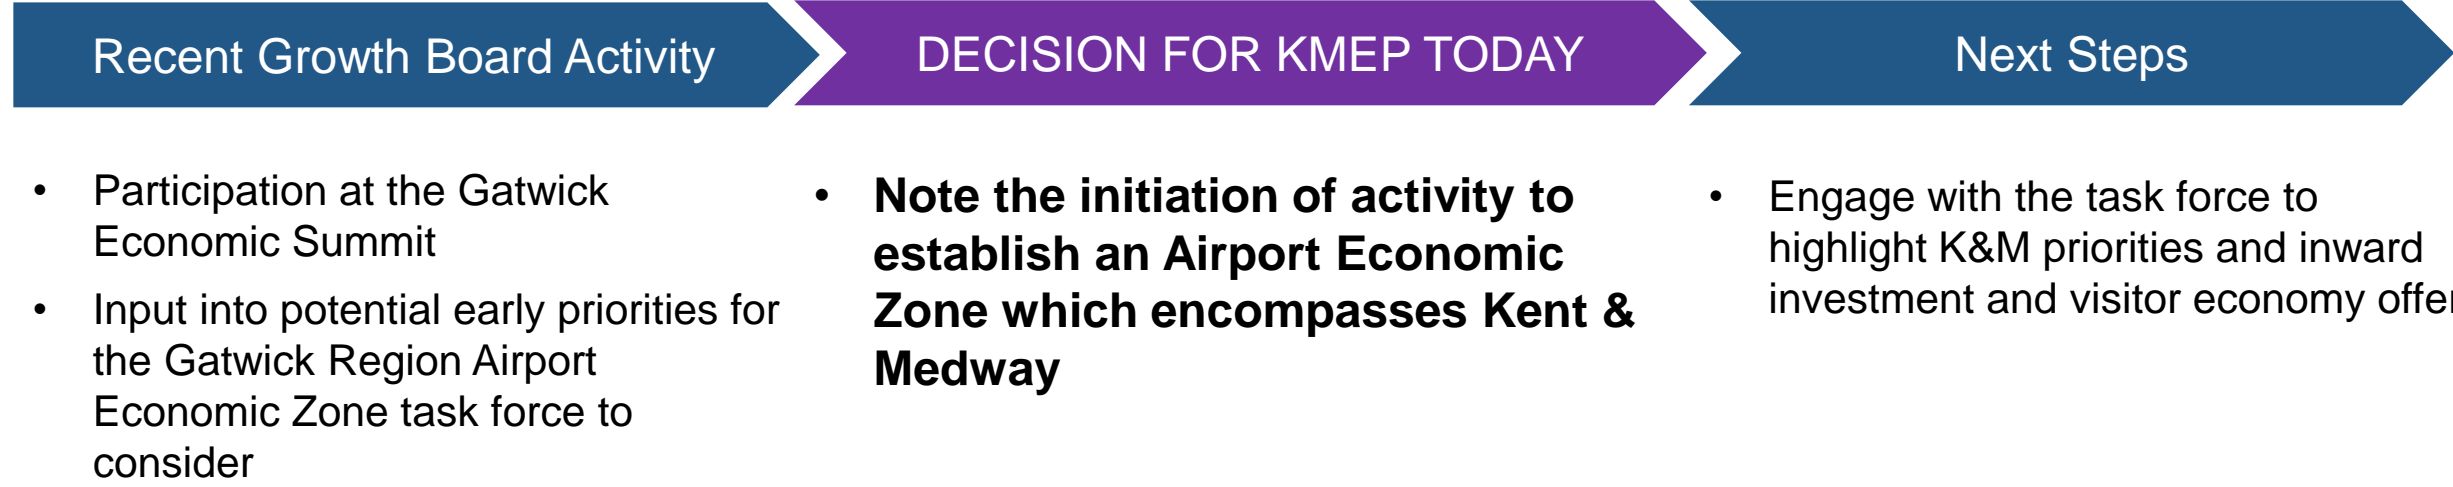 Recent Growth Board Activity
DECISION FOR KMEP TODAY
Next Steps
• Participation at the Gatwick
Economic Summit
• Input into potential early priorities for
the Gatwick Region Airport
Economic Zone task force to
consider
• Note the initiation of activity to
establish an Airport Economic
Zone which encompasses Kent &
Medway
• Engage with the task force to
highlight K&M priorities and inward
investment and visitor economy offer